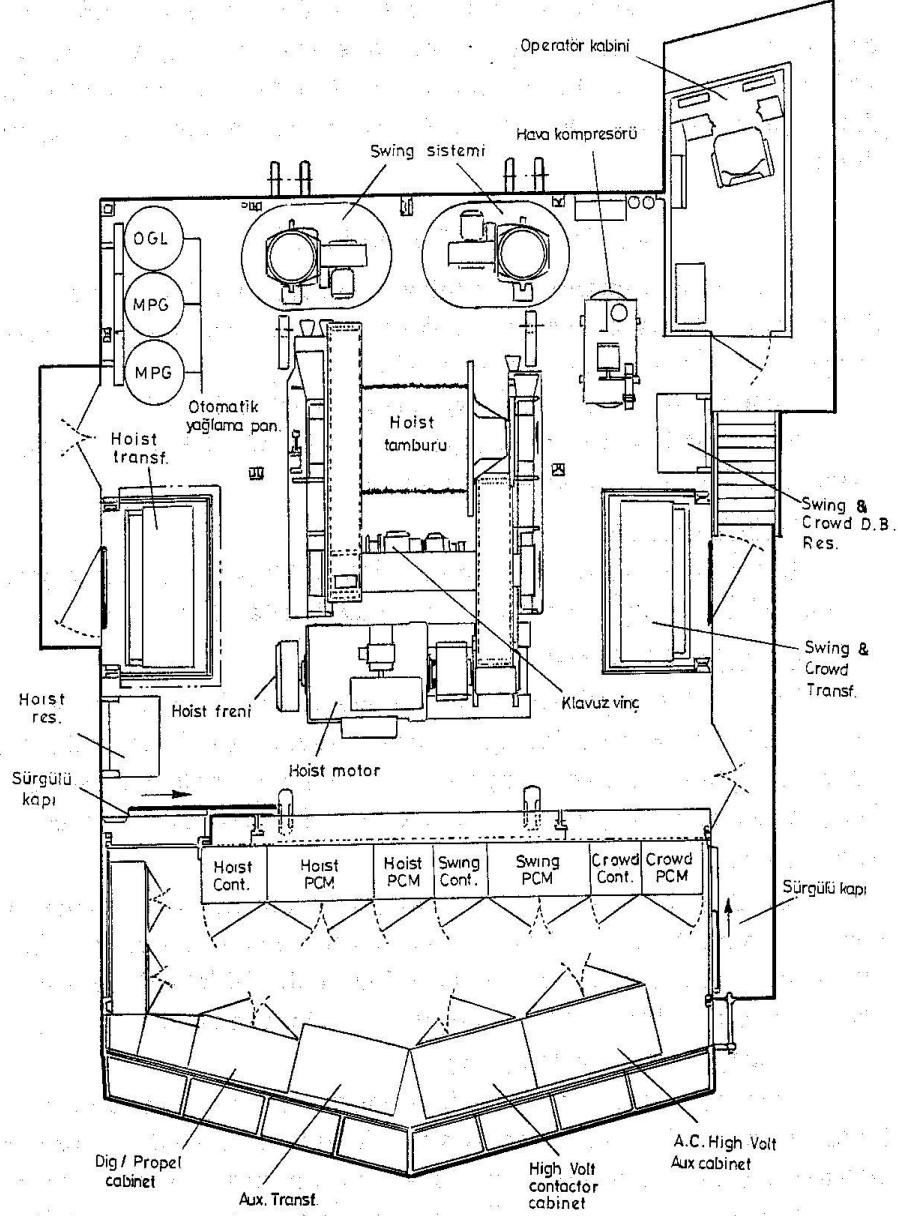 Operatör kabini
Hava kompresörü
Swing sistemi
OGL
MPG
MPG
Otomatik
yağlama pan.
Hoist
transf.
Hoist
tamburu
Swing &
Crowd D.B.
Res.
Swing &
Crowd
Transf.
Hoist
res.
Hoist freni
Klavuz vinç
Hoist motor
Sürgülü
kapı
Hoist
Cont.
Hoist
PCM
Hoist
PCM
Swing
Cont.
Swing
PCM
Crowd
Cont.
Crowd
PCM
Sürgülü kapı
Dig / Propel
cabinet
Aux. Transf.
High Volt
contactor
cabinet
A.C. High Volt
Aux cabinet